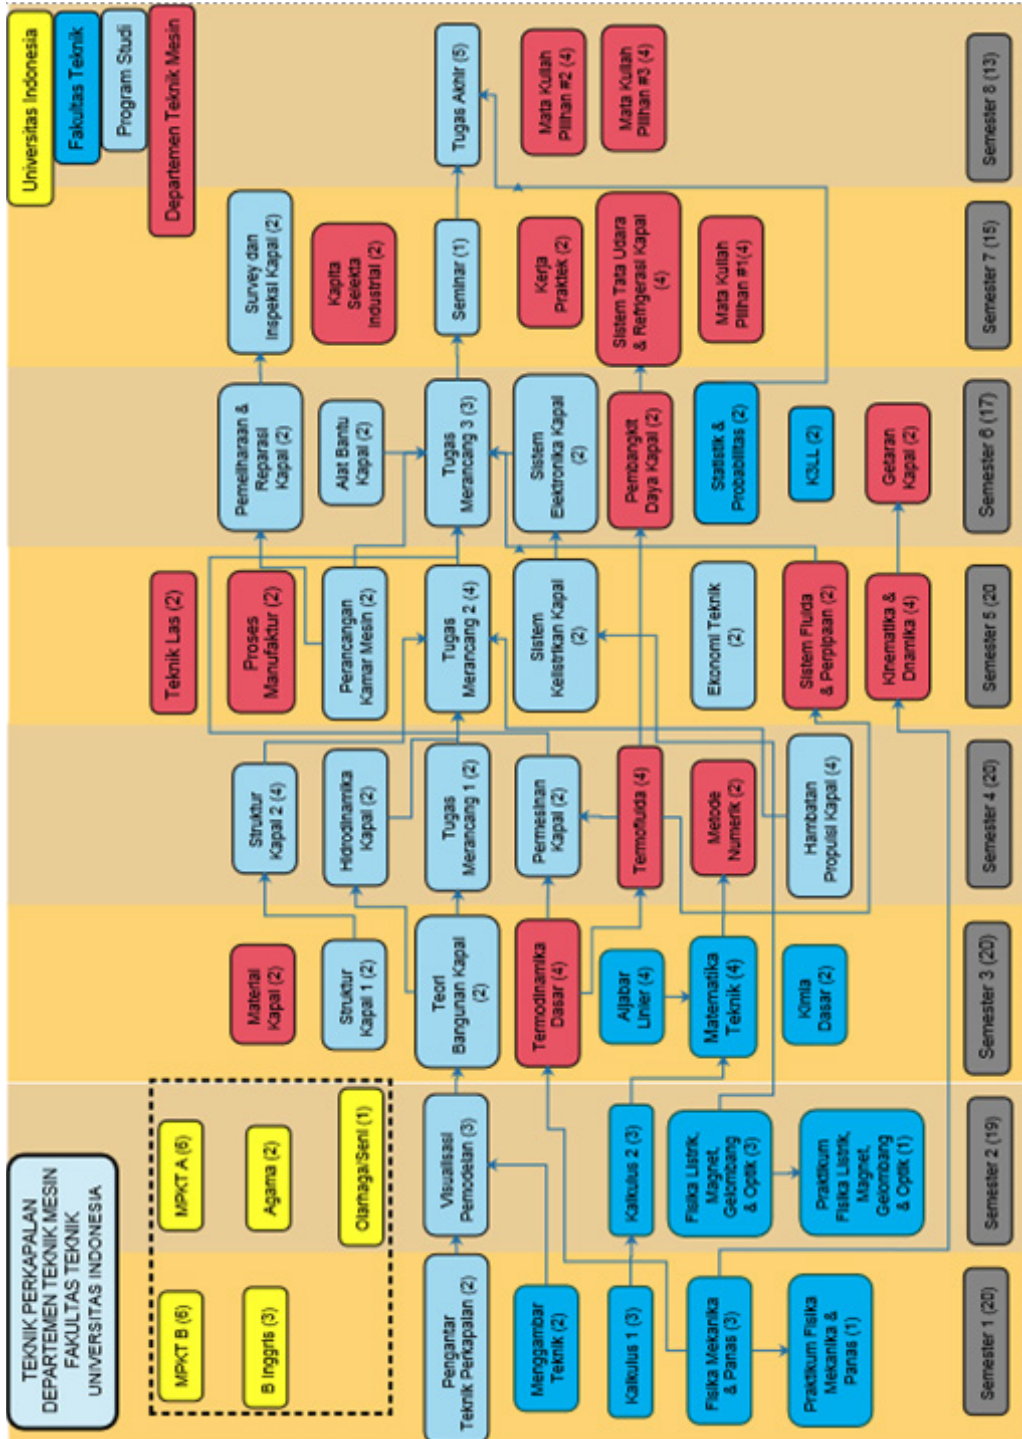 TEKNIK PERKAPALAN
DEPARTEMEN TEKNIK MESIN
FAKULTAS TEKNIK
UNIVERSITAS INDONESIA
Universitas Indonesia
Fakultas Teknik
Program Studi
Departemen Teknik Mesin
MPKT B (6)
B Inggris (3)
Pengantar
Teknik Perkapalan (2)
Menggambar
Teknik (2)
Kalkulus 1 (3)
Fisika Mekanika
& Panas (3)
Praktikum Fisika
Mekanika &
Panas (1)
Semester 1 (20)
MPKT A (6)
Agama (2)
Olarhaga/Seni (1)
Visualisasi
Pemodelan (3)
Kalkulus 2 (3)
Fisika Listrik,
Magnet,
Gelombang
& Optik (3)
Praktikum
Fisika Listrik,
Magnet,
Gelombang
& Optik (1)
Semester 2 (19)
Material
Kapal (2)
Struktur
Kapal 1 (2)
Teori
Bangunan Kapal
(2)
Termodinamika
Dasar (4)
Aljabar
Linier (4)
Matematika
Teknik (4)
Kimia
Dasar (2)
Semester 3 (20)
Struktur
Kapal 2 (4)
Hidrodinamika
Kapal (2)
Tugas
Merancang 1 (2)
Permesinan
Kapal (2)
Termofluida (4)
Metode
Numerik (2)
Hambatan
Propulsi Kapal (4)
Semester 4 (20)
Teknik Las (2)
Proses
Manufaktur (2)
Perancangan
Kamar Mesin (2)
Tugas
Merancang 2 (4)
Sistem
Kelistrikan Kapal
(2)
Ekonomi Teknik
(2)
Sistem Fluida
& Perpipaan (2)
Kinematika &
Dnamika (4)
Semester 5 (20
Pemeliharaan &
Reparasi
Kapal (2)
Alat Bantu
Kapal (2)
Tugas
Merancang 3 (3)
Sistem
Elektronika Kapal
(2)
Pembangkit
Daya Kapal (2)
Statistik &
Probabilitas (2)
K3LL (2)
Getaran
Kapal (2)
Semester 6 (17)
Survey dan
Inspeksi Kapal (2)
Kapita
Selekta
Industrial (2)
Seminar (1)
Kerja
Praktek (2)
Sistem Tata Udara
& Refrigerasi Kapal
(4)
Mata Kuliah
Pilihan #1(4)
Semester 7 (15)
Tugas Akhir (5)
Mata Kuliah
Pilihan #2 (4)
Mata Kuliah
Pilihan #3 (4)
Semester 8 (13)